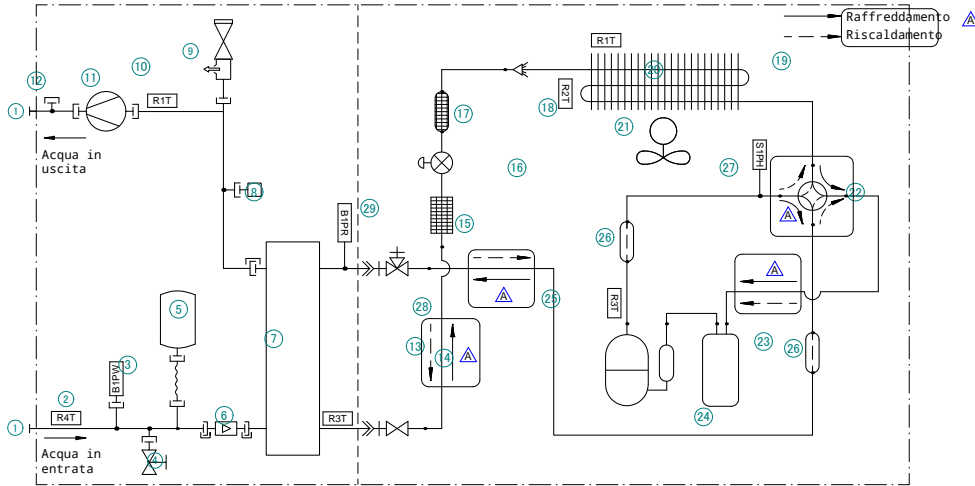 Raffreddamento A
Riscaldamento
R1T
19
9
10
11
12
20
R1T
R2T
18
17
21
1
Acqua in
uscita
16
27
S1PH
8
22
A
29
B1PR
15
26
A
R3T
A
25
28
5
13
14
A
7
23
26
3
B1PW
2
R4T
1
6
R3T
24
4
Acqua in
entrata